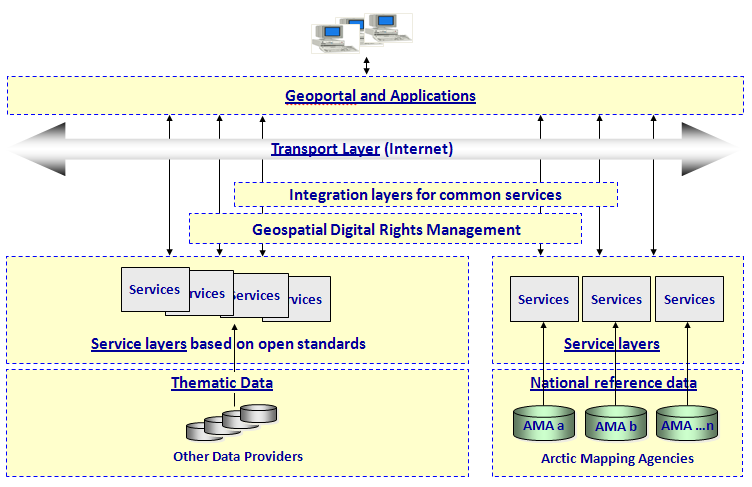 Geoportal and Applications
Transport Layer (Internet)
Integration layers for common services
Geospatial Digital Rights Management
Services
Services
Services
Services
Service layers based on open standards
Services
Services
Services
Service layers
Thematic Data
Other Data Providers
National reference data
AMA a
AMA b
AMA ...n
Arctic Mapping Agencies